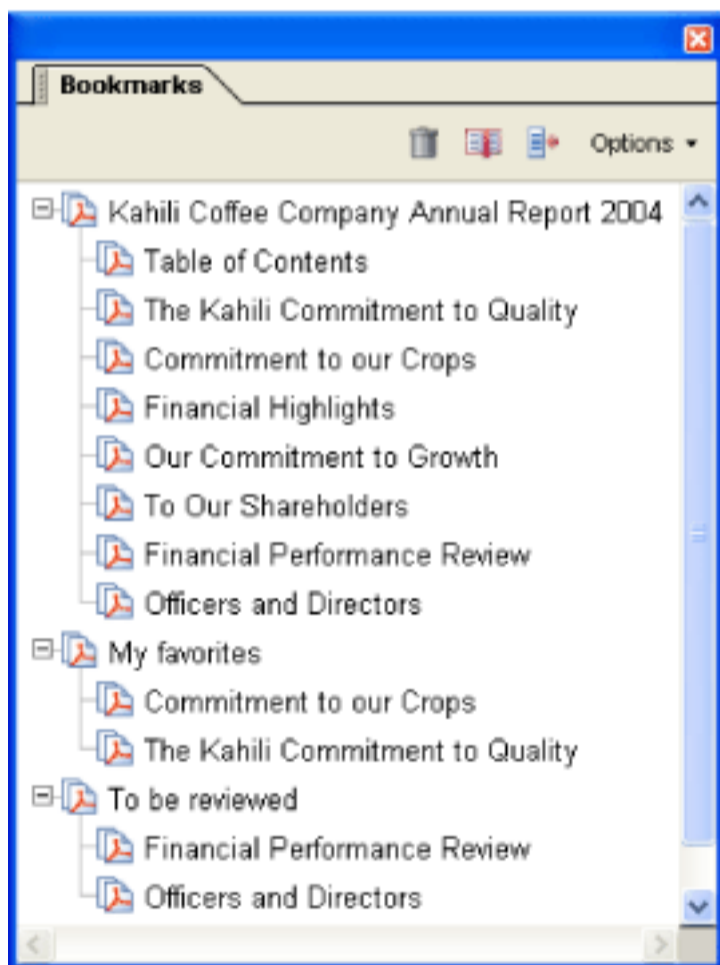 Bookmarks
Options
Kahili Coffee Company Annual Report 2004
Table of Contents
The Kahili Commitment to Quality
Commitment to our Crops
Financial Highlights
Our Commitment to Growth
To Our Shareholders
Financial Performance Review
Officers and Directors
My favorites
Commitment to our Crops
The Kahili Commitment to Quality
To be reviewed
Financial Performance Review
Officers and Directors